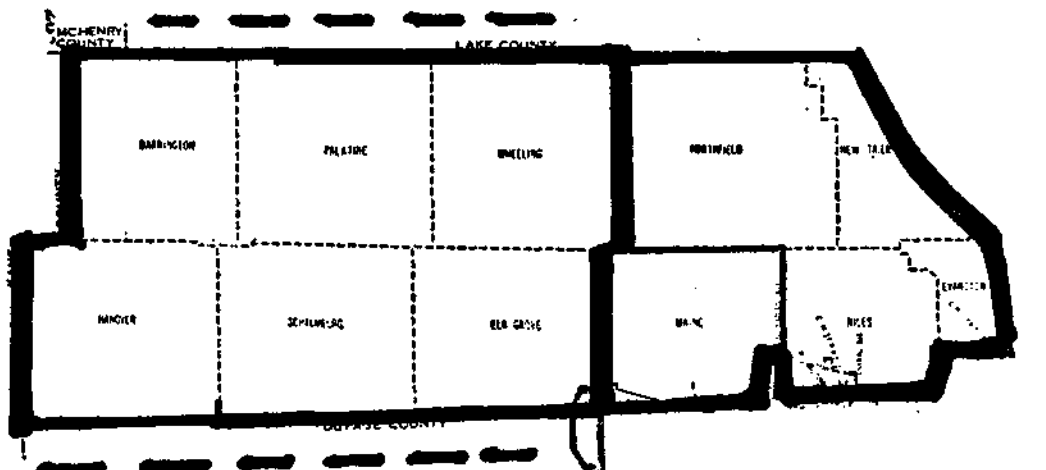 MCHENRY
COUNTY
LAKE COUNTY
BARRINGTON
PALATINE
WHEELING
NORTHFIELD
NEW TRIER
HANOVER
SCHAUMBURG
ELK GROVE
MAINE
NILES
EVANSTON
DUPAGE COUNTY